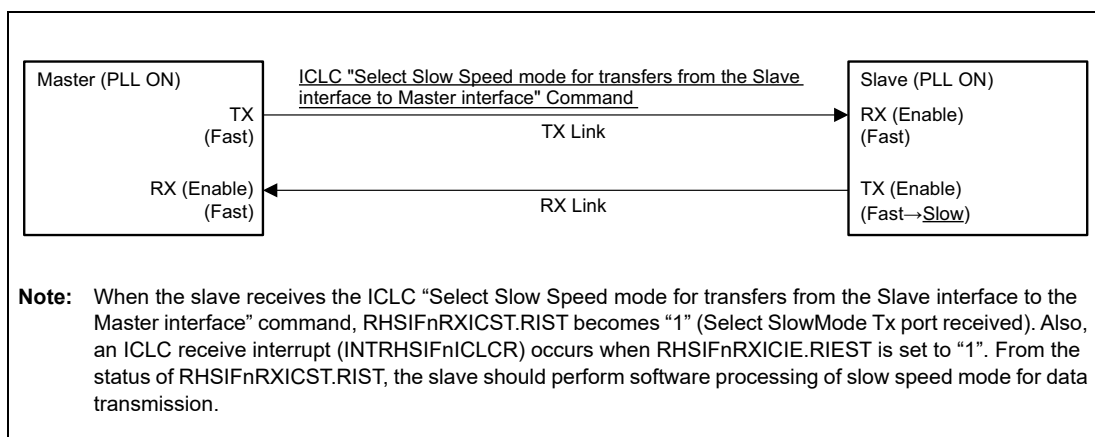 Master (PLL ON)
ICLC "Select Slow Speed mode for transfers from the Slave
interface to Master interface" Command
Slave (PLL ON)
TX
(Fast)
TX Link
RX (Enable)
(Fast)
RX (Enable)
(Fast)
RX Link
TX (Enable)
(Fast→Slow)
Note: When the slave receives the ICLC “Select Slow Speed mode for transfers from the Slave interface to the
Master interface” command, RHSIFnRXICST.RIST becomes “1” (Select SlowMode Tx port received). Also,
an ICLC receive interrupt (INTRHSIFnICLCR) occurs when RHSIFnRXICIE.RIEST is set to “1”. From the
status of RHSIFnRXICST.RIST, the slave should perform software processing of slow speed mode for data
transmission.